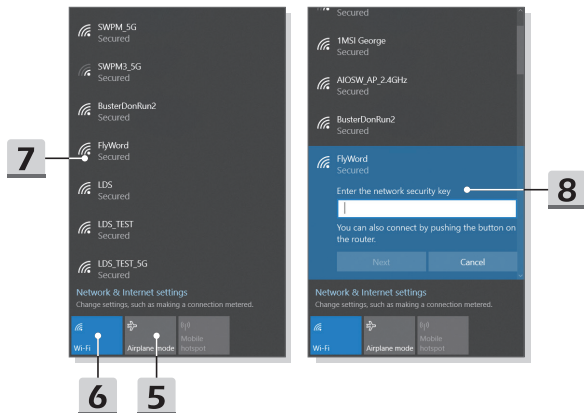 SWPM_5G
Secured
SWPM3_5G
Secured
BusterDonRun2
Secured
FlyWord
Secured
LDS
Secured
LDS_TEST
Secured
LDS_TEST_5G
Secured
Network & Internet settings
Change settings, such as making a connection metered.
Wi-Fi
Airplane mode
Mobile
hotspot
7
6
5
Secured
1MSI George
Secured
AIOSW_AP_2.4GHz
Secured
BusterDonRun2
Secured
FlyWord
Secured
Enter the network security key
You can also connect by pushing the button on
the router.
Next
Cancel
Network & Internet settings
Change settings, such as making a connection metered.
Wi-Fi
Airplane mode
Mobile
hotspot
8